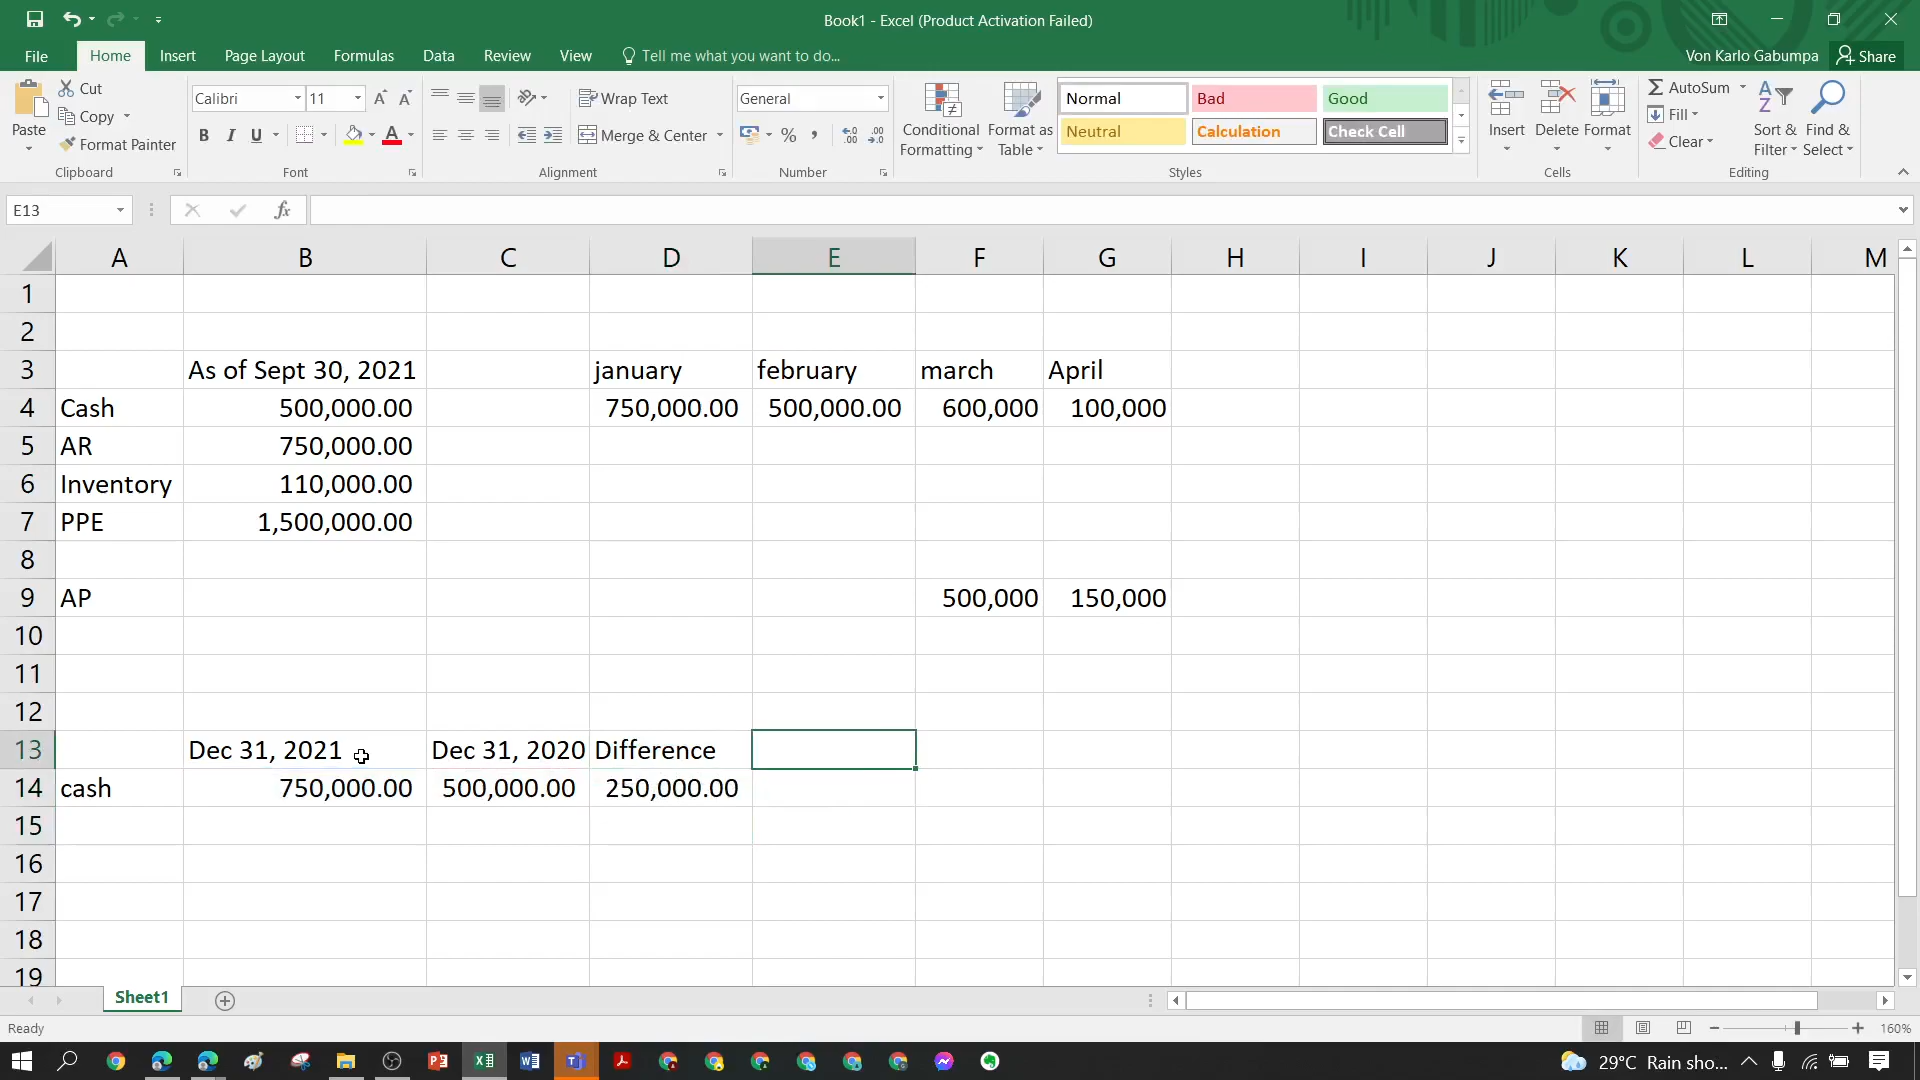 Book1 - Excel (Product Activation Failed)
File Home Insert Page Layout Formulas Data Review View Tell me what you want to do... Von Karlo Gabumpa Share
Paste
Cut
Copy
Format Painter
Clipboard
Calibri 11
B I U
Font
Wrap Text
Merge & Center
Alignment
General
% ,
Number
Conditional
Formatting
Format as
Table
Normal Bad Good
Neutral Calculation Check Cell
Styles
Insert Delete Format
Cells
AutoSum
Fill
Clear
Sort &
Filter
Find &
Select
Editing
E13 fx
A B C D E F G H I J K L M
1
2
3 As of Sept 30, 2021 january february march April
4 Cash 500,000.00 750,000.00 500,000.00 600,000 100,000
5 AR 750,000.00
6 Inventory 110,000.00
7 PPE 1,500,000.00
8
9 AP 500,000 150,000
10
11
12
13 Dec 31, 2021 Dec 31, 2020 Difference
14 cash 750,000.00 500,000.00 250,000.00
15
16
17
18
19
Sheet1
Ready 160%
29°C Rain sho...